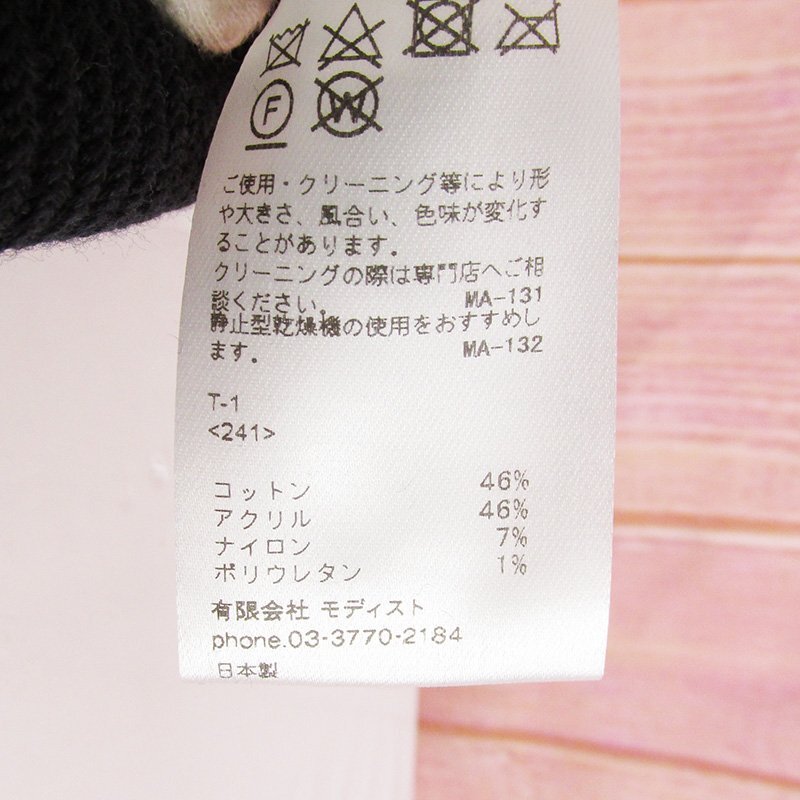 F
W
ご使用・クリーニング等により形
や大きさ、風合い、色味が変化す
ることがあります。
クリーニングの際は専門店へご相
談ください。 MA-131
静止型乾燥機の使用をおすすめし
ます。 MA-132
T-1
<241>
コットン 46%
アクリル 46%
ナイロン 7%
ポリウレタン 1%
有限会社 モディスト
phone.03-3770-2184
日本製